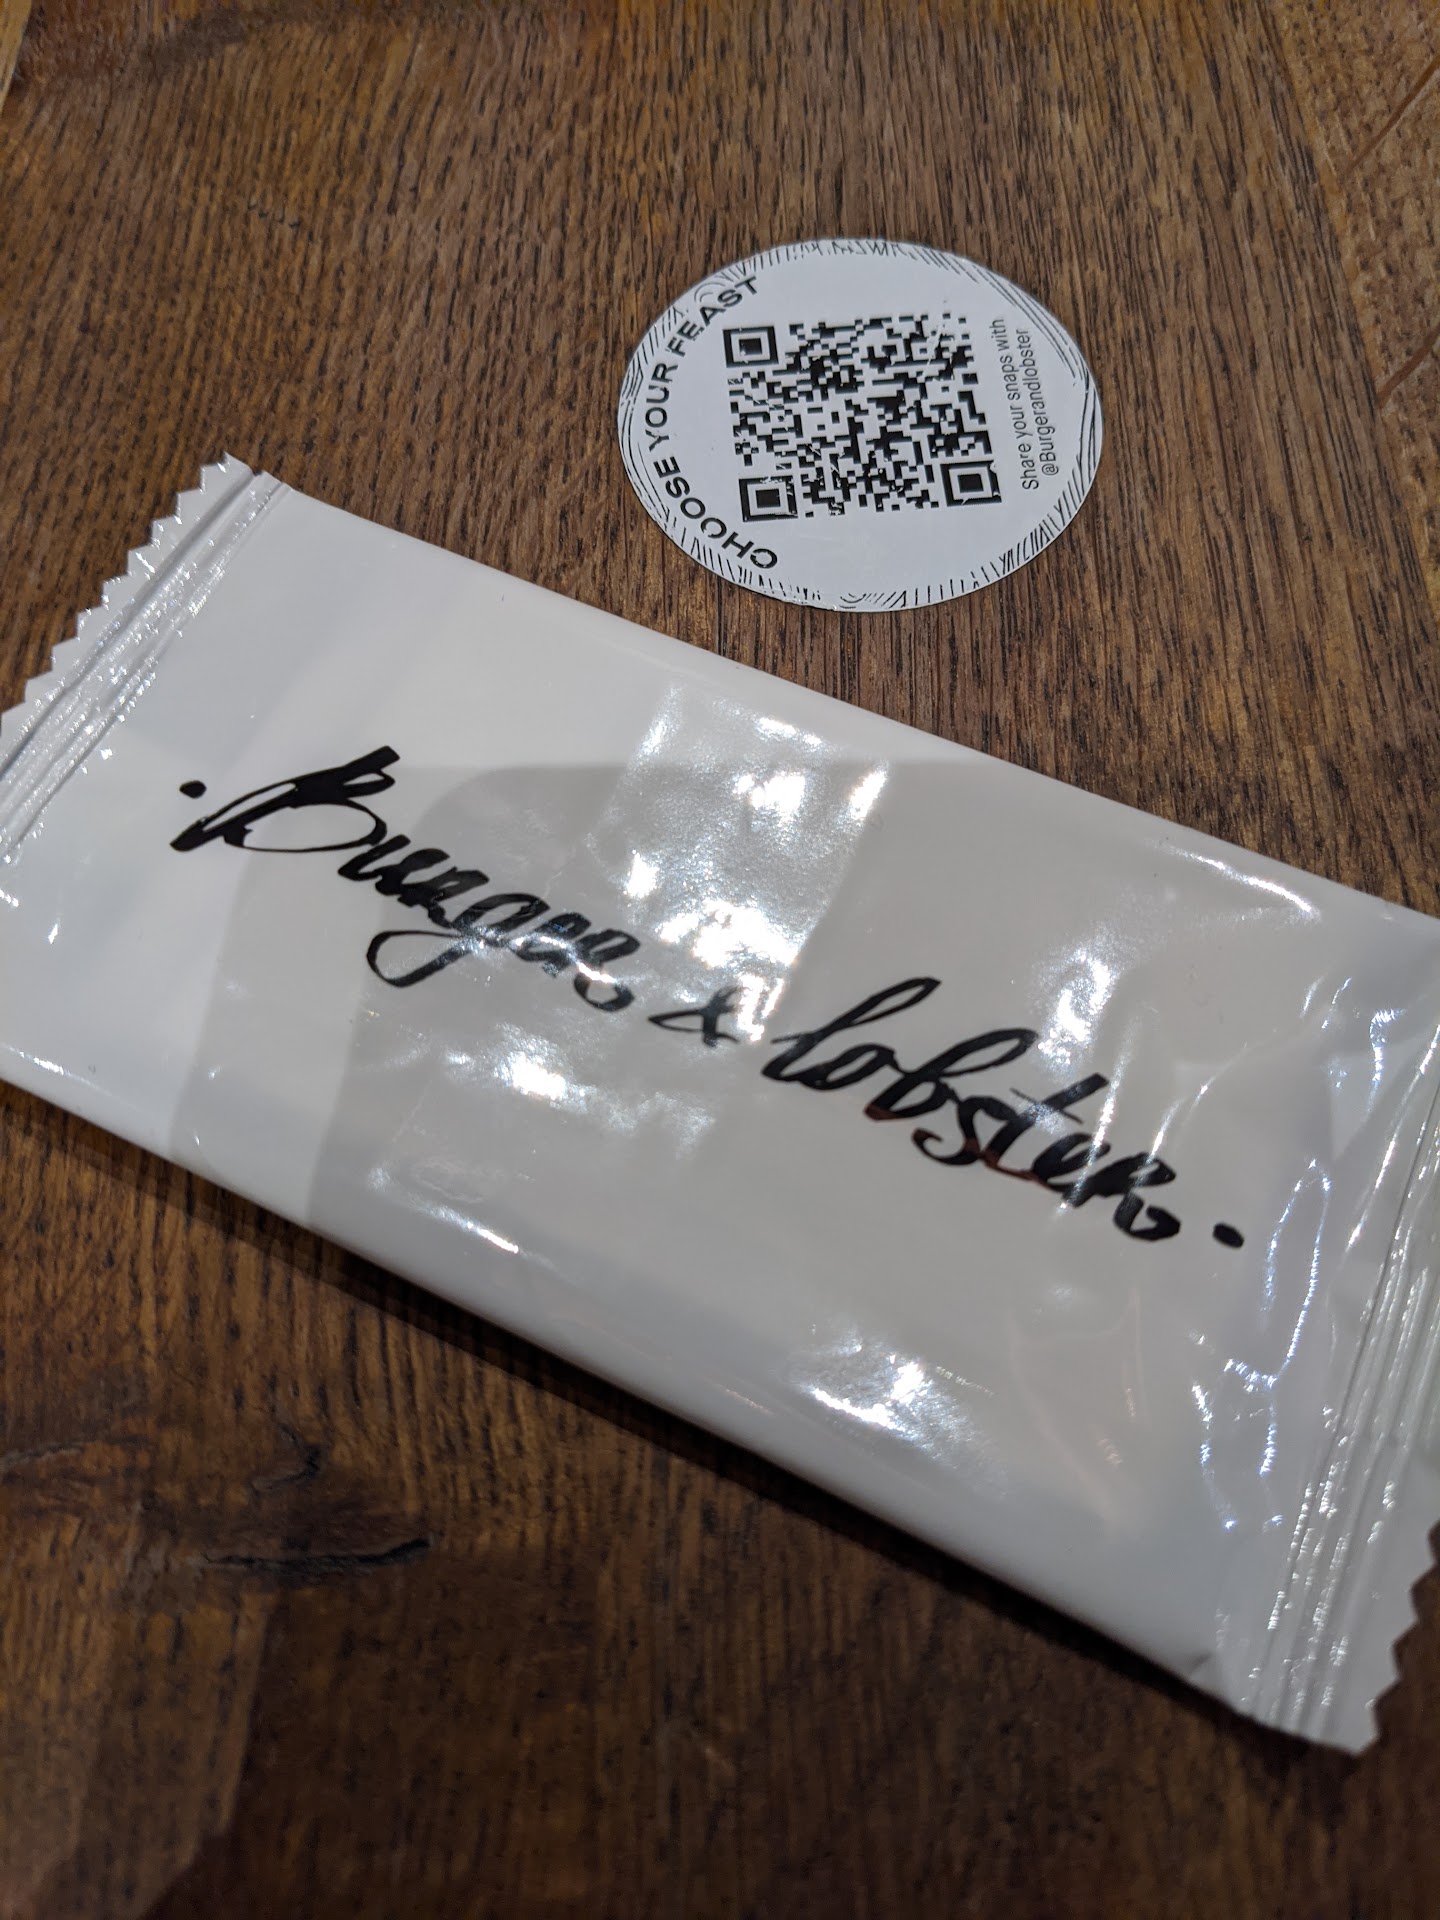 CHOOSE YOUR FEAST
Share your snaps with
@Burgerandlobster
· Burger & lobster ·